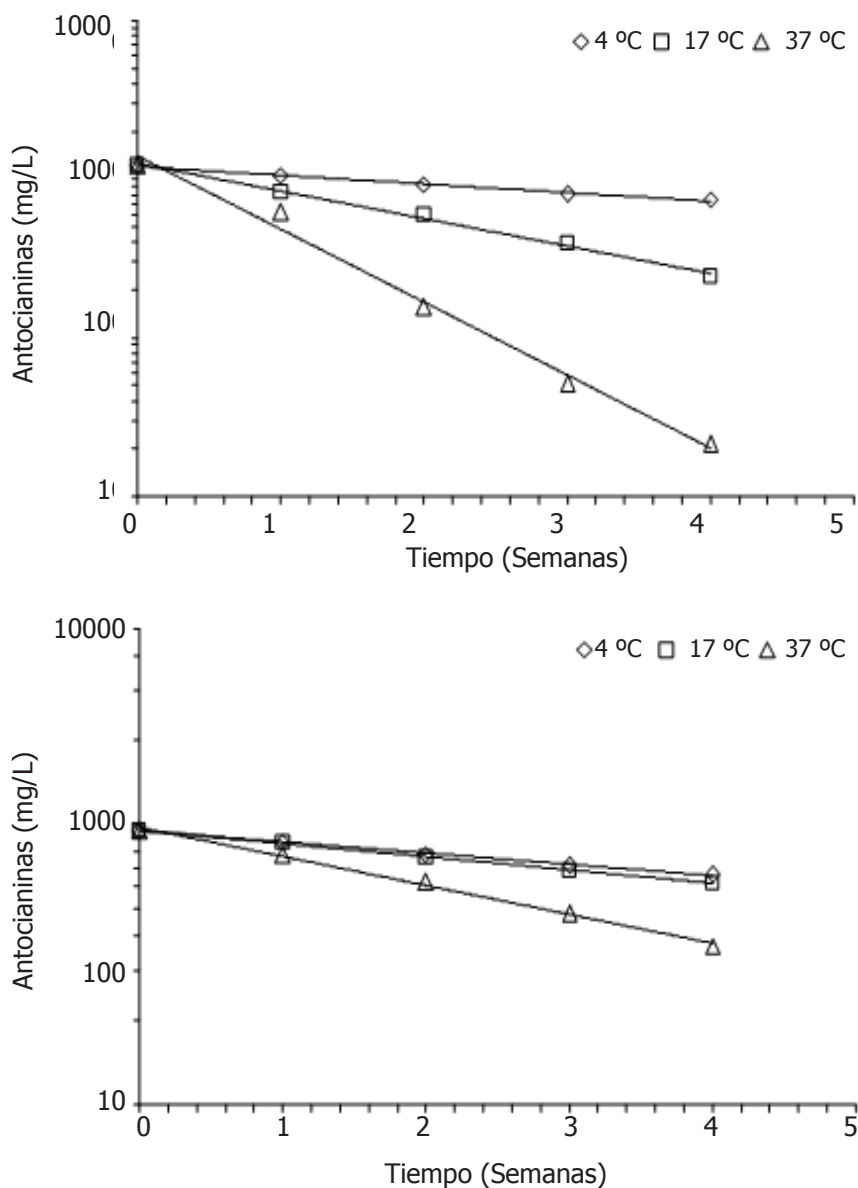 1000
4 ºC 17 ºC 37 ºC
1000
100
10
Antocianinas (mg/L)
0 1 2 3 4 5
Tiempo (Semanas)
10000
4 ºC 17 ºC 37 ºC
1000
100
10
Antocianinas (mg/L)
0 1 2 3 4 5
Tiempo (Semanas)